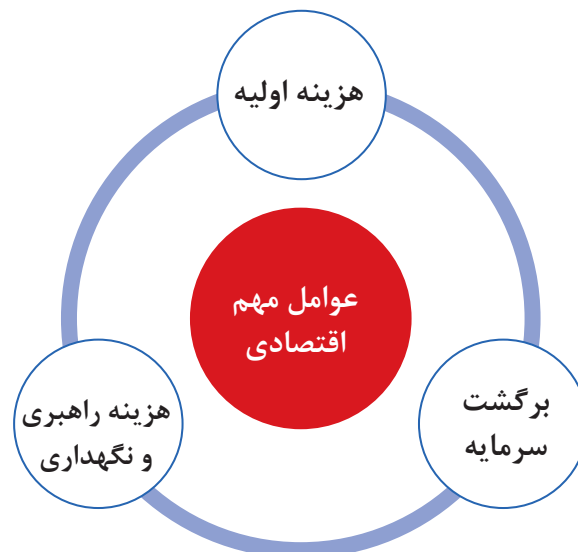 هزینه اولیه
عوامل مهم
اقتصادی
برگشت
سرمایه
هزینه راهبری
و نگهداری